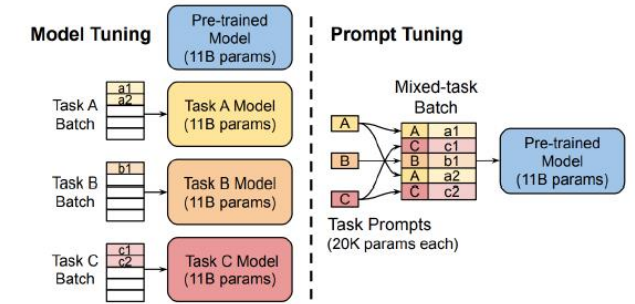 Model Tuning
Pre-trained
Model
(11B params)
a1
a2
Task A
Batch
Task A Model
(11B params)
b1
Task B
Batch
Task B Model
(11B params)
c1
c2
Task C
Batch
Task C Model
(11B params)
Prompt Tuning
Mixed-task
Batch
A
B
C
A a1
C c1
B b1
A a2
C c2
Pre-trained
Model
(11B params)
Task Prompts
(20K params each)